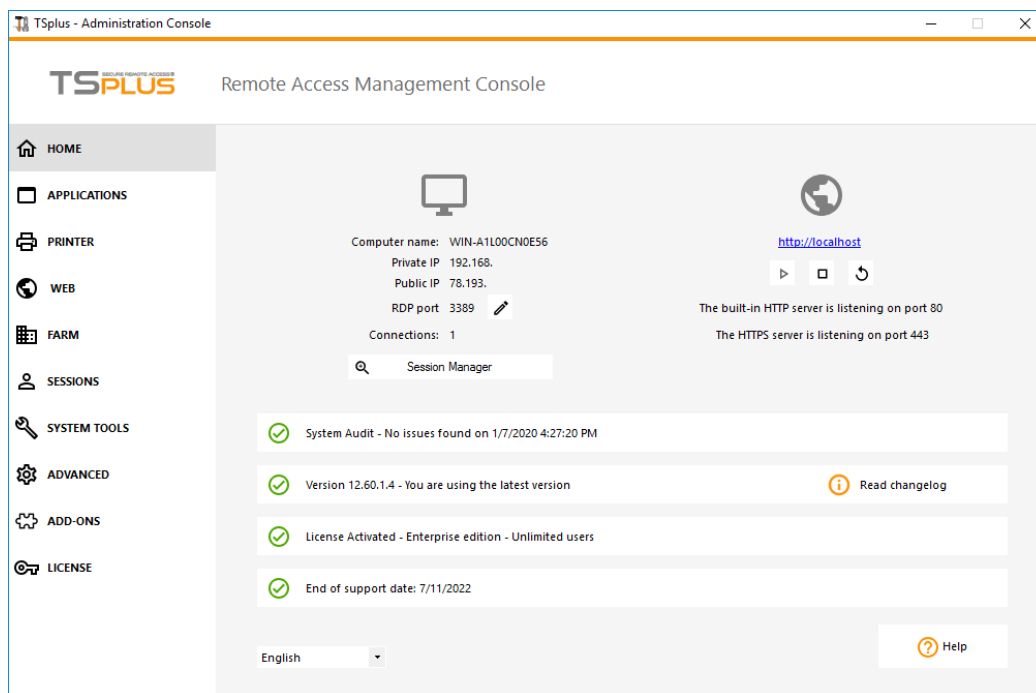 TSplus - Administration Console
TSPLUS
SECURE REMOTE ACCESS®
Remote Access Management Console
HOME
APPLICATIONS
PRINTER
WEB
FARM
SESSIONS
SYSTEM TOOLS
ADVANCED
ADD-ONS
LICENSE
Computer name: WIN-A1L00CN0E56
Private IP 192.168.
Public IP 78.193.
RDP port 3389
Connections: 1
Session Manager
http://localhost
The built-in HTTP server is listening on port 80
The HTTPS server is listening on port 443
System Audit - No issues found on 1/7/2020 4:27:20 PM
Version 12.60.1.4 - You are using the latest version
Read changelog
License Activated - Enterprise edition - Unlimited users
End of support date: 7/11/2022
English
Help